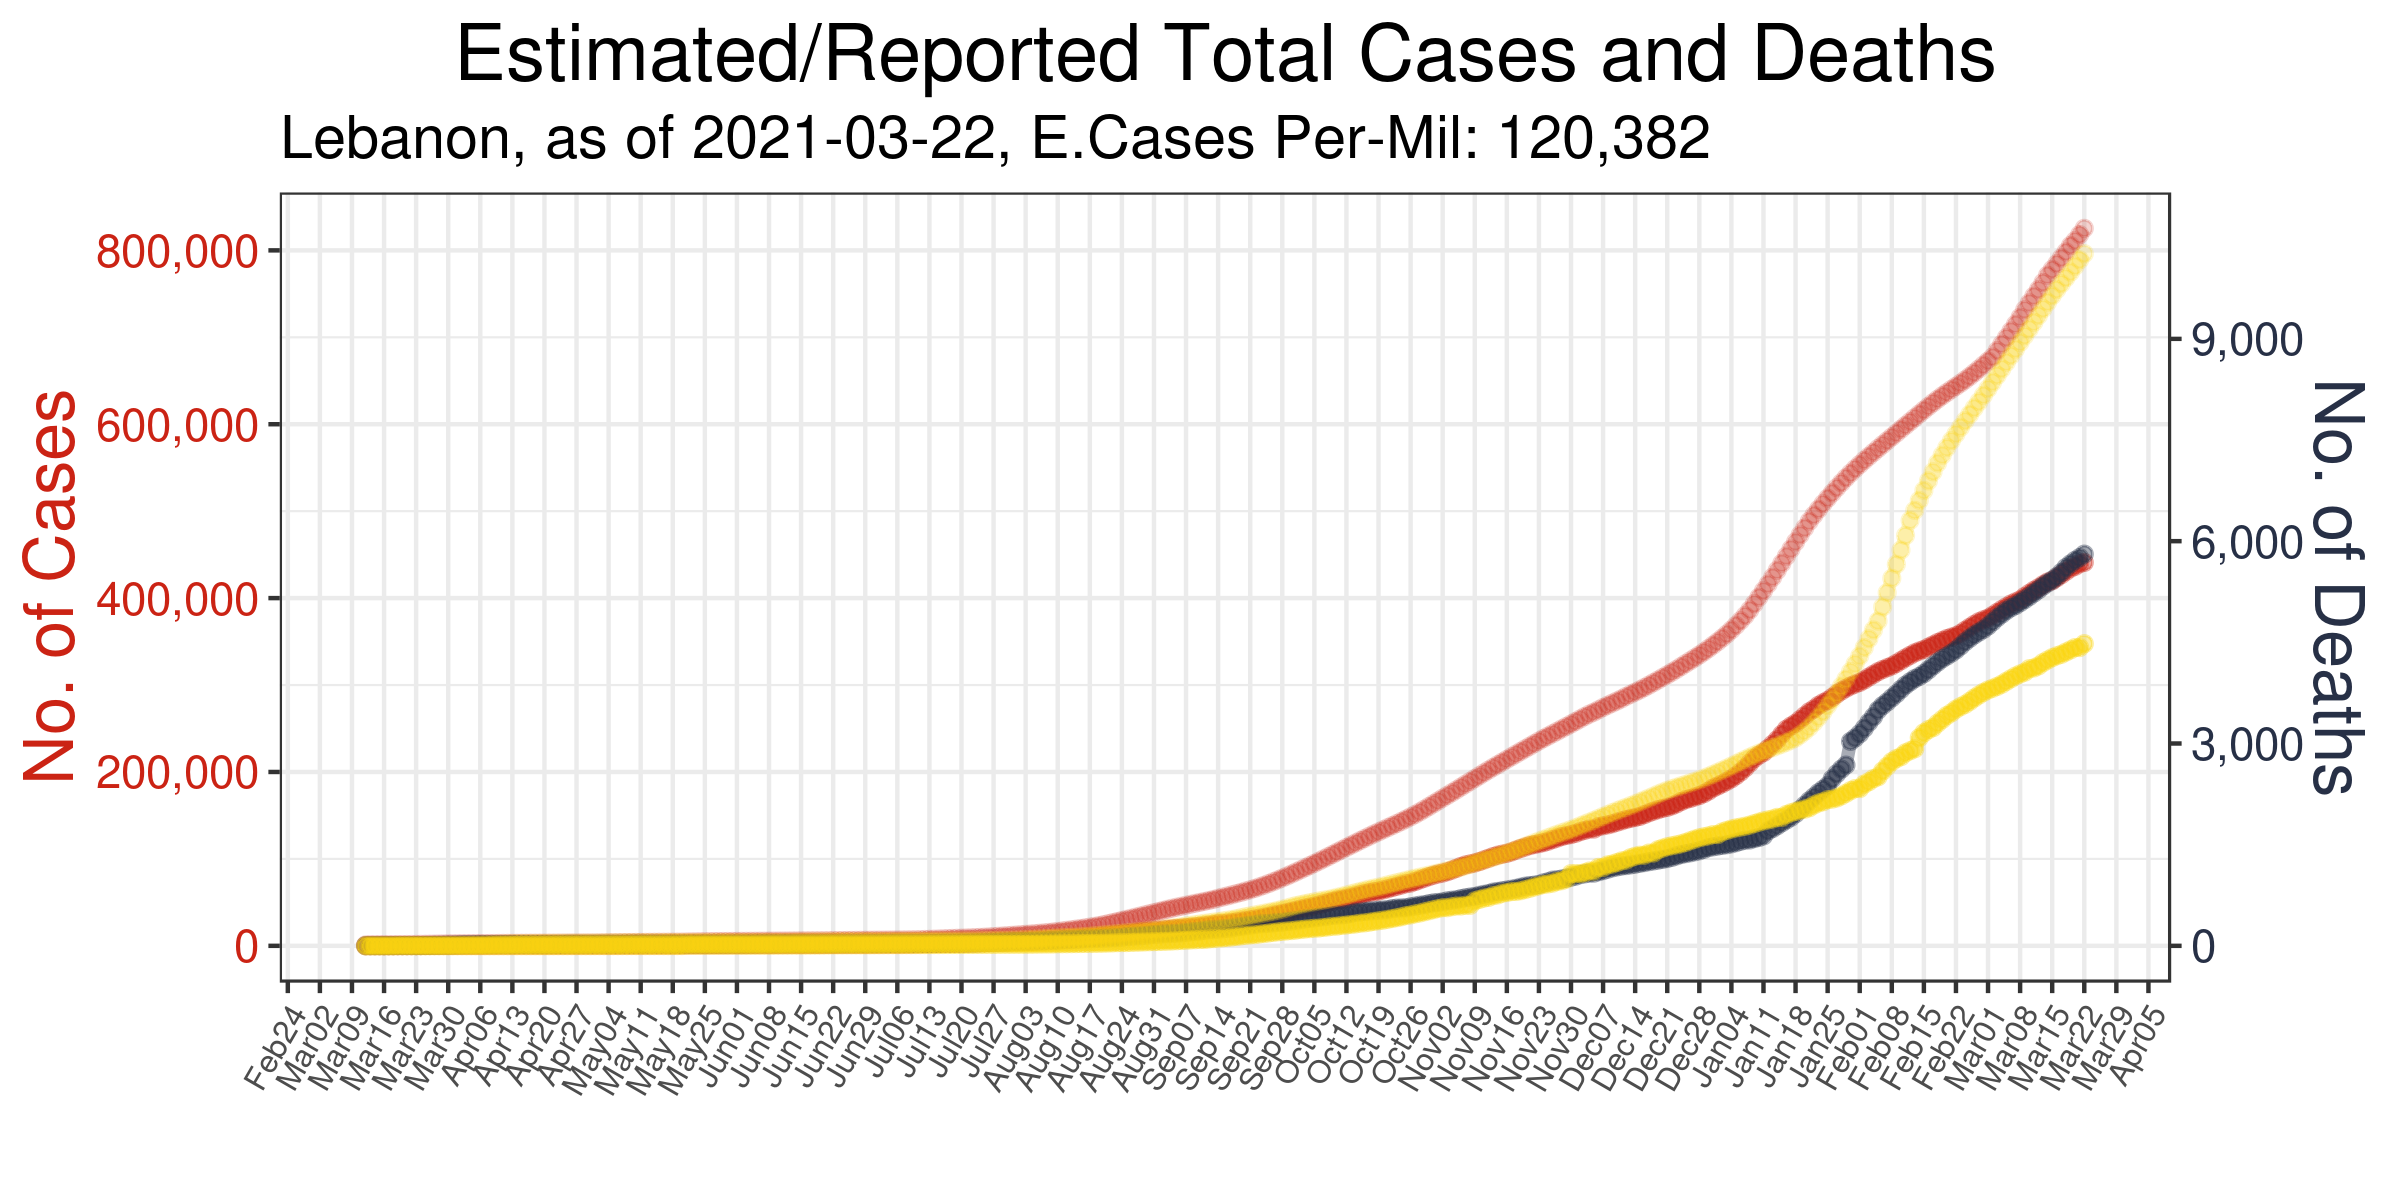 Estimated/Reported Total Cases and Deaths
Lebanon, as of 2021-03-22, E.Cases Per-Mil: 120,382
No. of Cases
800,000
600,000
400,000
200,000
0
9,000
6,000
3,000
0
No. of Deaths
Feb24 Mar02 Mar09 Mar16 Mar23 Mar30 Apr06 Apr13 Apr20 Apr27 May04 May11 May18 May25 Jun01 Jun08 Jun15 Jun22 Jun29 Jul06 Jul13 Jul20 Jul27 Aug03 Aug10 Aug17 Aug24 Aug31 Sep07 Sep14 Sep21 Sep28 Oct05 Oct12 Oct19 Oct26 Nov02 Nov09 Nov16 Nov23 Nov30 Dec07 Dec14 Dec21 Dec28 Jan04 Jan11 Jan18 Jan25 Feb01 Feb08 Feb15 Feb22 Mar01 Mar08 Mar15 Mar22 Mar29 Apr05